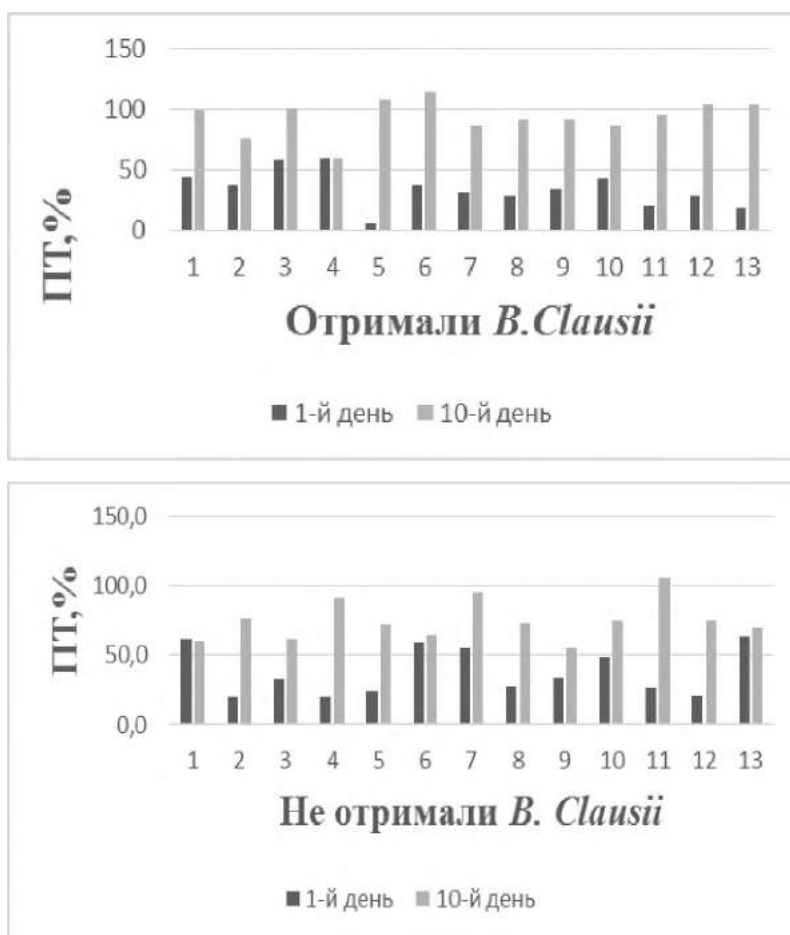 150
100
50
0
ПТ,%
1 2 3 4 5 6 7 8 9 10 11 12 13
Отримали B.Clausii
1-й день 10-й день
150,0
100,0
50,0
0,0
ПТ,%
1 2 3 4 5 6 7 8 9 10 11 12 13
Не отримали B. Clausii
1-й день 10-й день